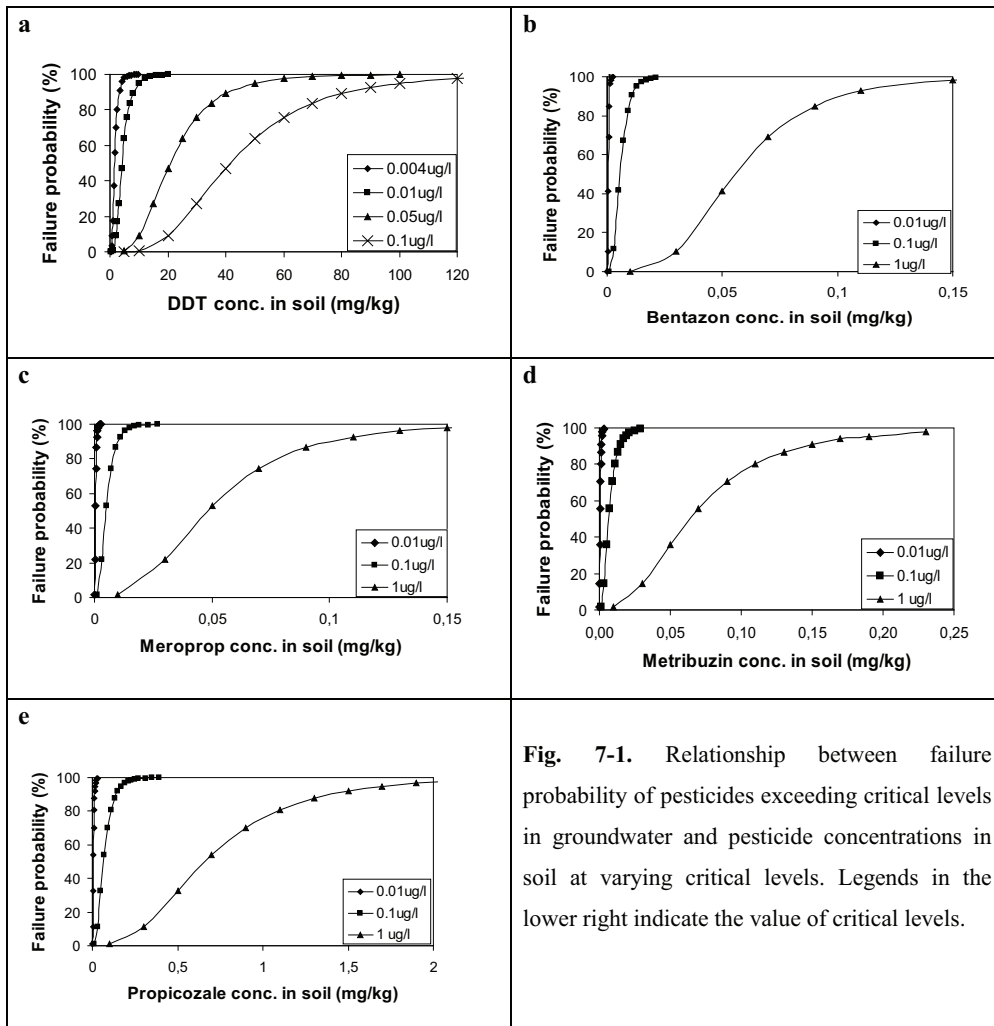 a
Failure probability (%)
100
80
60
40
20
0
0 20 40 60 80 100 120
0.004ug/l
0.01ug/l
0.05ug/l
0.1ug/l
DDT conc. in soil (mg/kg)
b
Failure probability (%)
100
80
60
40
20
0
0 0,05 0,1 0,15
0.01ug/l
0.1ug/l
1ug/l
Bentazon conc. in soil (mg/kg)
c
Failure probability (%)
100
80
60
40
20
0
0 0,05 0,1 0,15
0.01ug/l
0.1ug/l
1ug/l
Meroprop conc. in soil (mg/kg)
d
Failure probability (%)
100
80
60
40
20
0
0,00 0,05 0,10 0,15 0,20 0,25
0.01ug/l
0.1ug/l
1 ug/l
Metribuzin conc. in soil (mg/kg)
e
Failure probability (%)
100
80
60
40
20
0
0 0,5 1 1,5 2
0.01ug/l
0.1ug/l
1 ug/l
Propicozale conc. in soil (mg/kg)
Fig. 7-1. Relationship between failure
probability of pesticides exceeding critical levels
in groundwater and pesticide concentrations in
soil at varying critical levels. Legends in the
lower right indicate the value of critical levels.